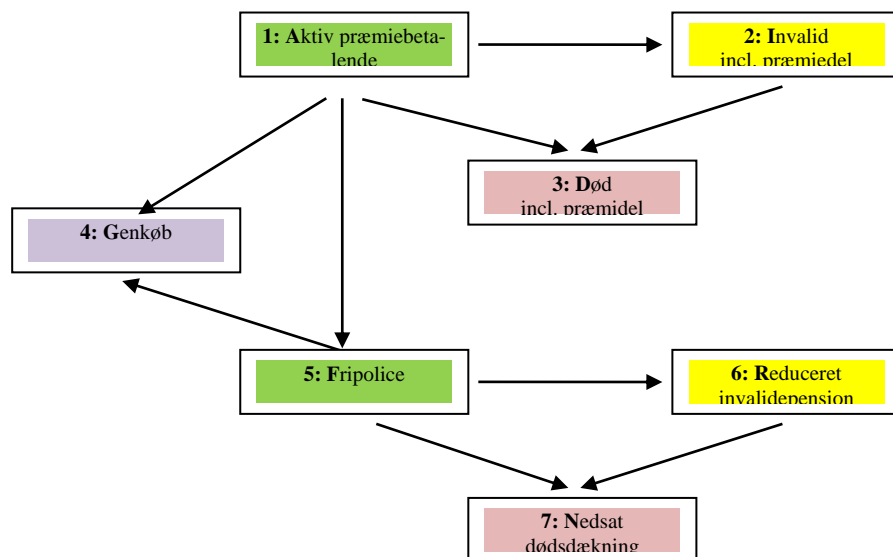 1: Aktiv præmiebeta-
lende
2: Invalid
incl. præmiedel
3: Død
incl. præmidel
4: Genkøb
5: Fripolice
6: Reduceret
invalidepension
7: Nedsat
dødsdækning